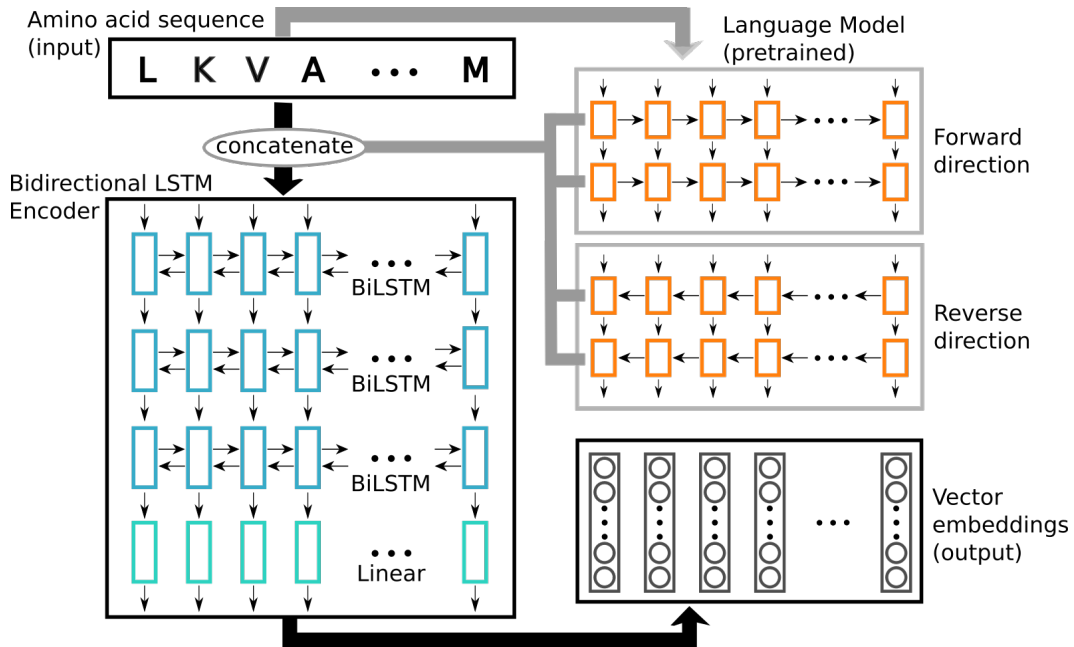 Amino acid sequence
(input)
L K V A ... M
concatenate
Language Model
(pretrained)
Forward
direction
Reverse
direction
Bidirectional LSTM
Encoder
...
BiLSTM
...
BiLSTM
...
BiLSTM
...
Linear
Vector
embeddings
(output)